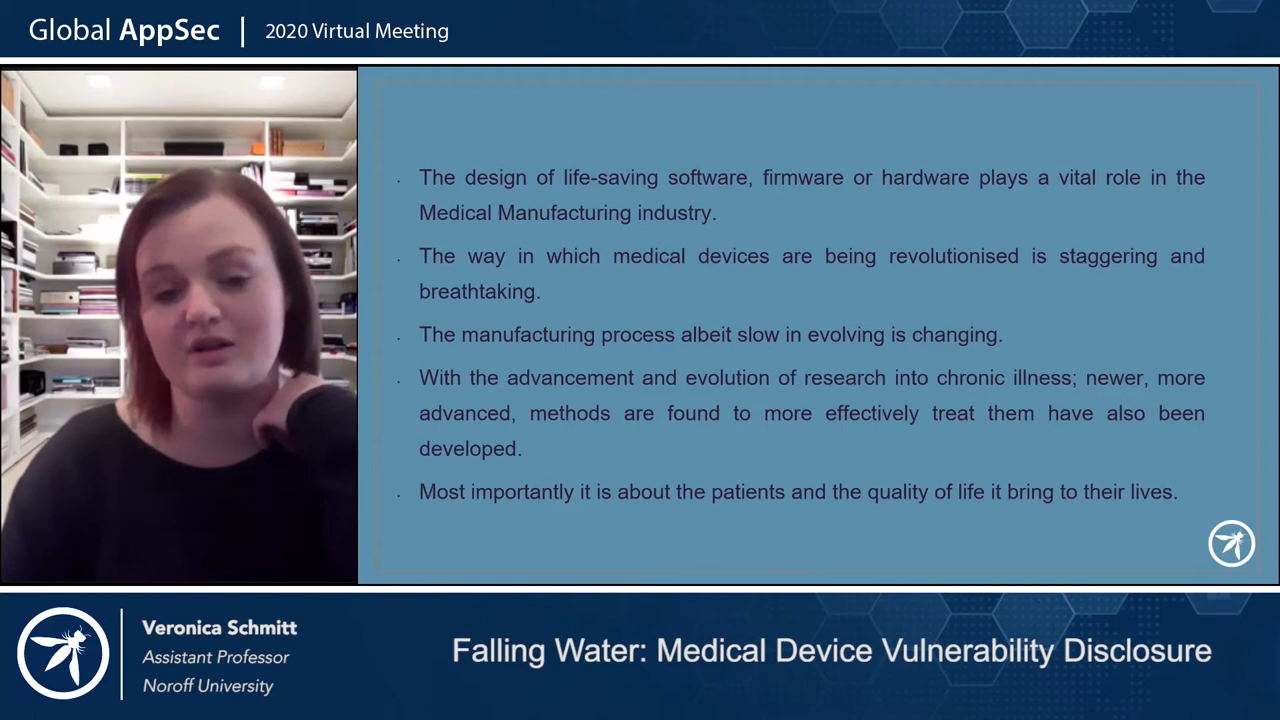 Global AppSec | 2020 Virtual Meeting
The design of life-saving software, firmware or hardware plays a vital role in the
Medical Manufacturing industry.
The way in which medical devices are being revolutionised is staggering and
breathtaking.
The manufacturing process albeit slow in evolving is changing.
With the advancement and evolution of research into chronic illness; newer, more
advanced, methods are found to more effectively treat them have also been
developed.
Most importantly it is about the patients and the quality of life it bring to their lives.
Veronica Schmitt
Assistant Professor
Noroff University
Falling Water: Medical Device Vulnerability Disclosure